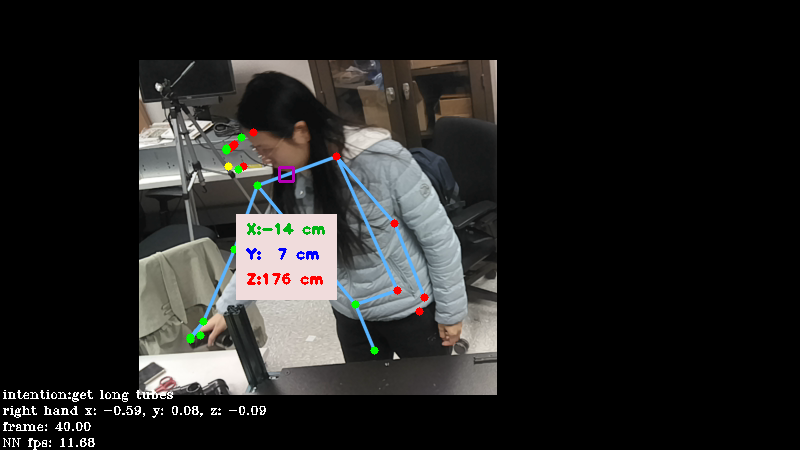 X:-14 cm
Y: 7 cm
Z:176 cm
intention:get long tubes
right hand x: -0.59, y: 0.08, z: -0.09
frame: 40.00
NN fps: 11.68